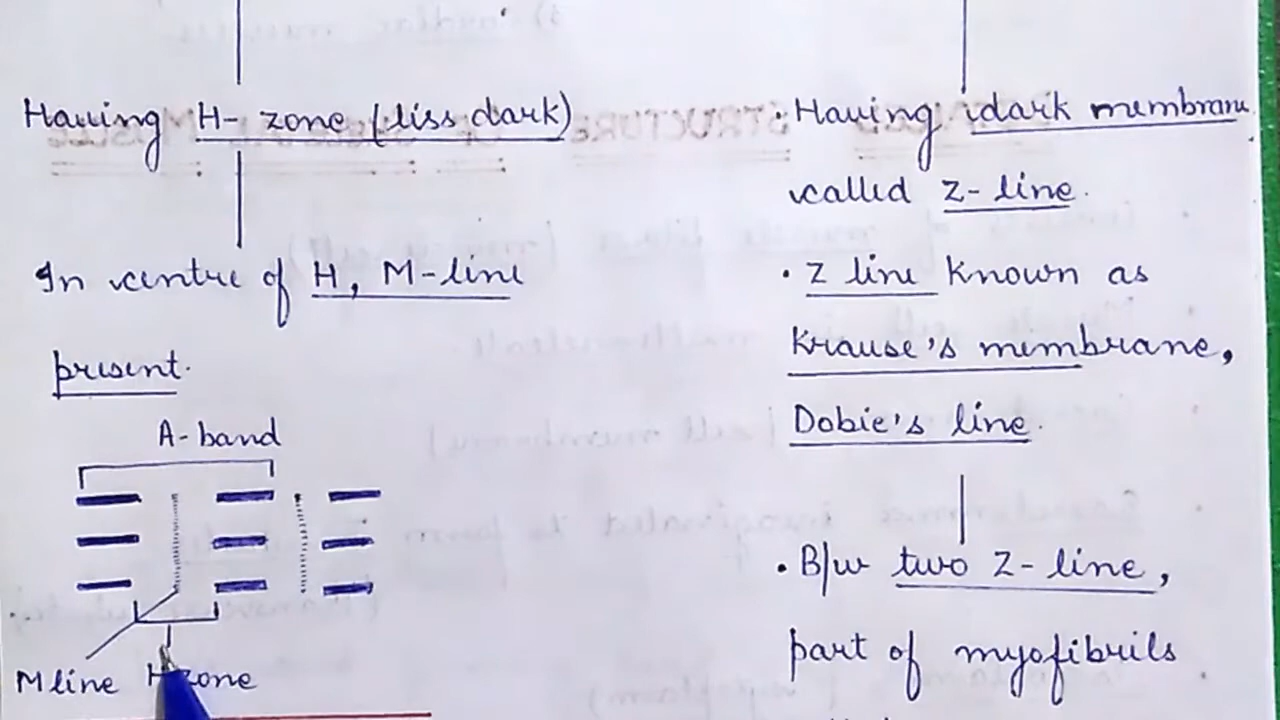 Having H- zone (less dark)
In centre of H, M-line
present.
A-band
M line H zone
• Having dark membrane
called Z-line.
• Z line known as
Krause's membrane,
Dobie's line.
• B/w two Z-line,
part of myofibrils